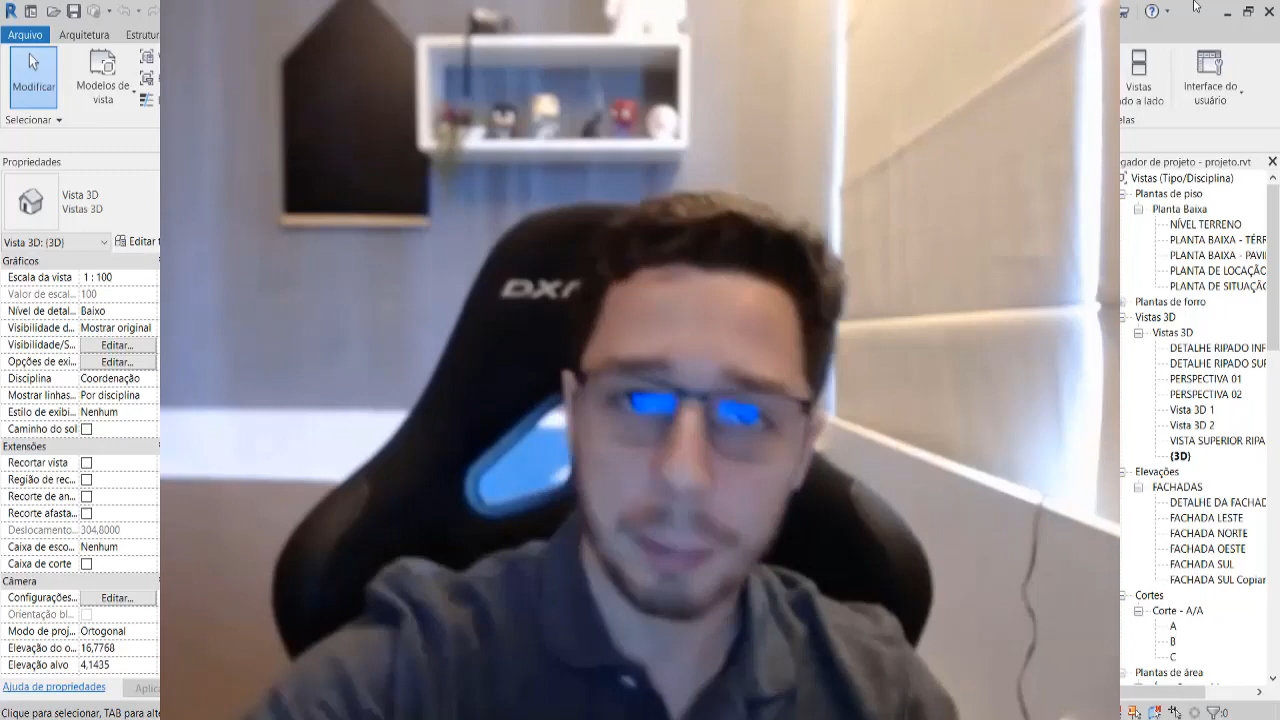 Arquivo
Arquitetura
Estrutur
Modificar
Modelos de
vista
Selecionar
Propriedades
Vista 3D
Vistas 3D
Vista 3D: {3D}
Editar t
Gráficos
Escala da vista 1 : 100
Valor de escal... 100
Nível de detal... Baixo
Visibilidade d... Mostrar original
Visibilidade/S... Editar...
Opções de exi... Editar...
Disciplina Coordenação
Mostrar linhas... Por disciplina
Estilo de exibi... Nenhum
Caminho do sol
Extensões
Recortar vista
Região de rec...
Recorte de an...
Recorte afasta...
Deslocamento... 304,8000
Caixa de esco... Nenhum
Caixa de corte
Câmera
Configurações... Editar...
Orientação bl...
Modo de proj... Ortogonal
Elevação do o... 16,7768
Elevação alvo 4,1435
Ajuda de propriedades
Aplica
Clique para selecionar, TAB para alte
DXr
Vistas
do a lado
Interface do
usuário
elas
gador de projeto - projeto.rvt
Vistas (Tipo/Disciplina)
Plantas de piso
Planta Baixa
NÍVEL TERRENO
PLANTA BAIXA - TÉRR
PLANTA BAIXA - PAVI
PLANTA DE LOCAÇÃO
PLANTA DE SITUAÇÃ
Plantas de forro
Vistas 3D
Vistas 3D
DETALHE RIPADO INF
DETALHE RIPADO SUP
PERSPECTIVA 01
PERSPECTIVA 02
Vista 3D 1
Vista 3D 2
VISTA SUPERIOR RIPA
{3D}
Elevações
FACHADAS
DETALHE DA FACHAD
FACHADA LESTE
FACHADA NORTE
FACHADA OESTE
FACHADA SUL
FACHADA SUL Copiar
Cortes
Corte - A/A
A
B
C
Plantas de área
:0